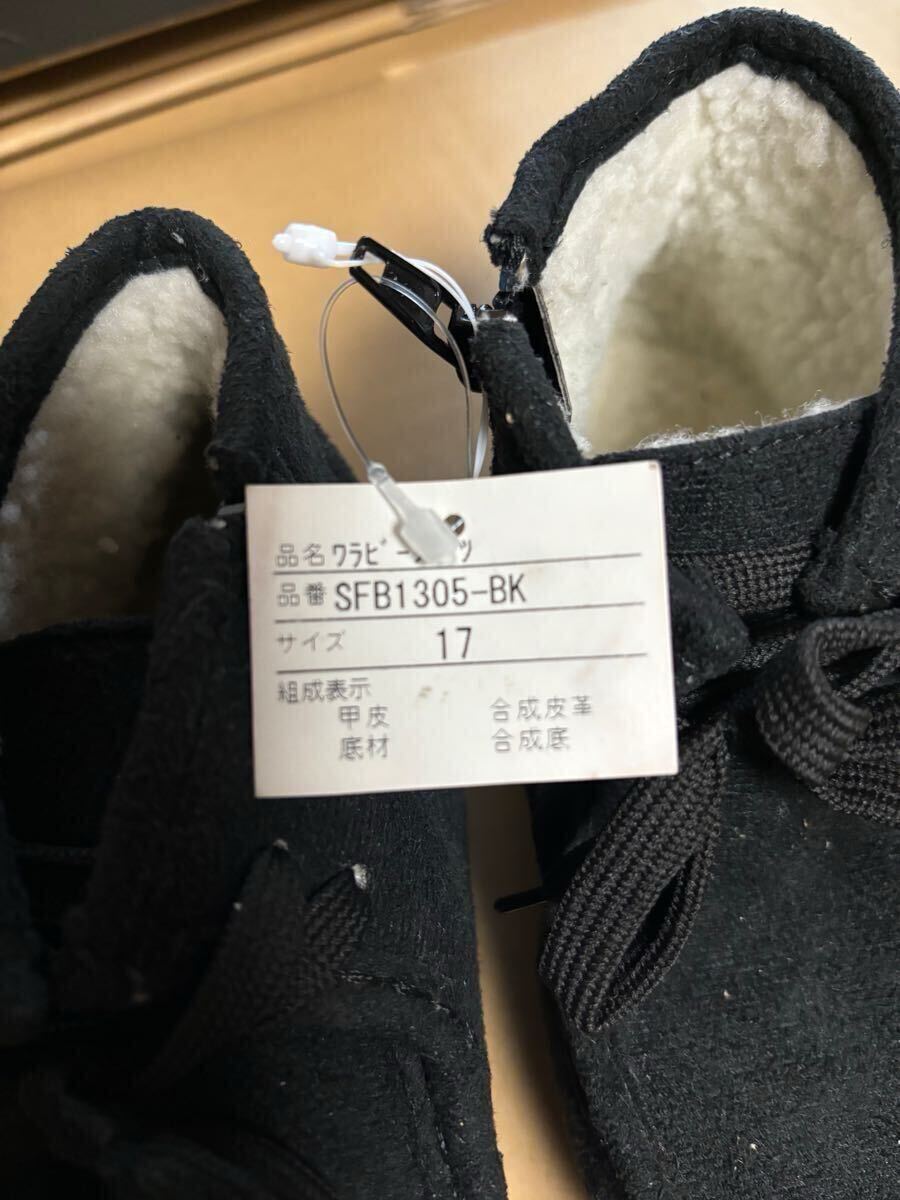 品名 ﾜﾗﾋﾞｰ
品番 SFB1305-BK
サイズ 17
組成表示
甲皮 合成皮革
底材 合成底